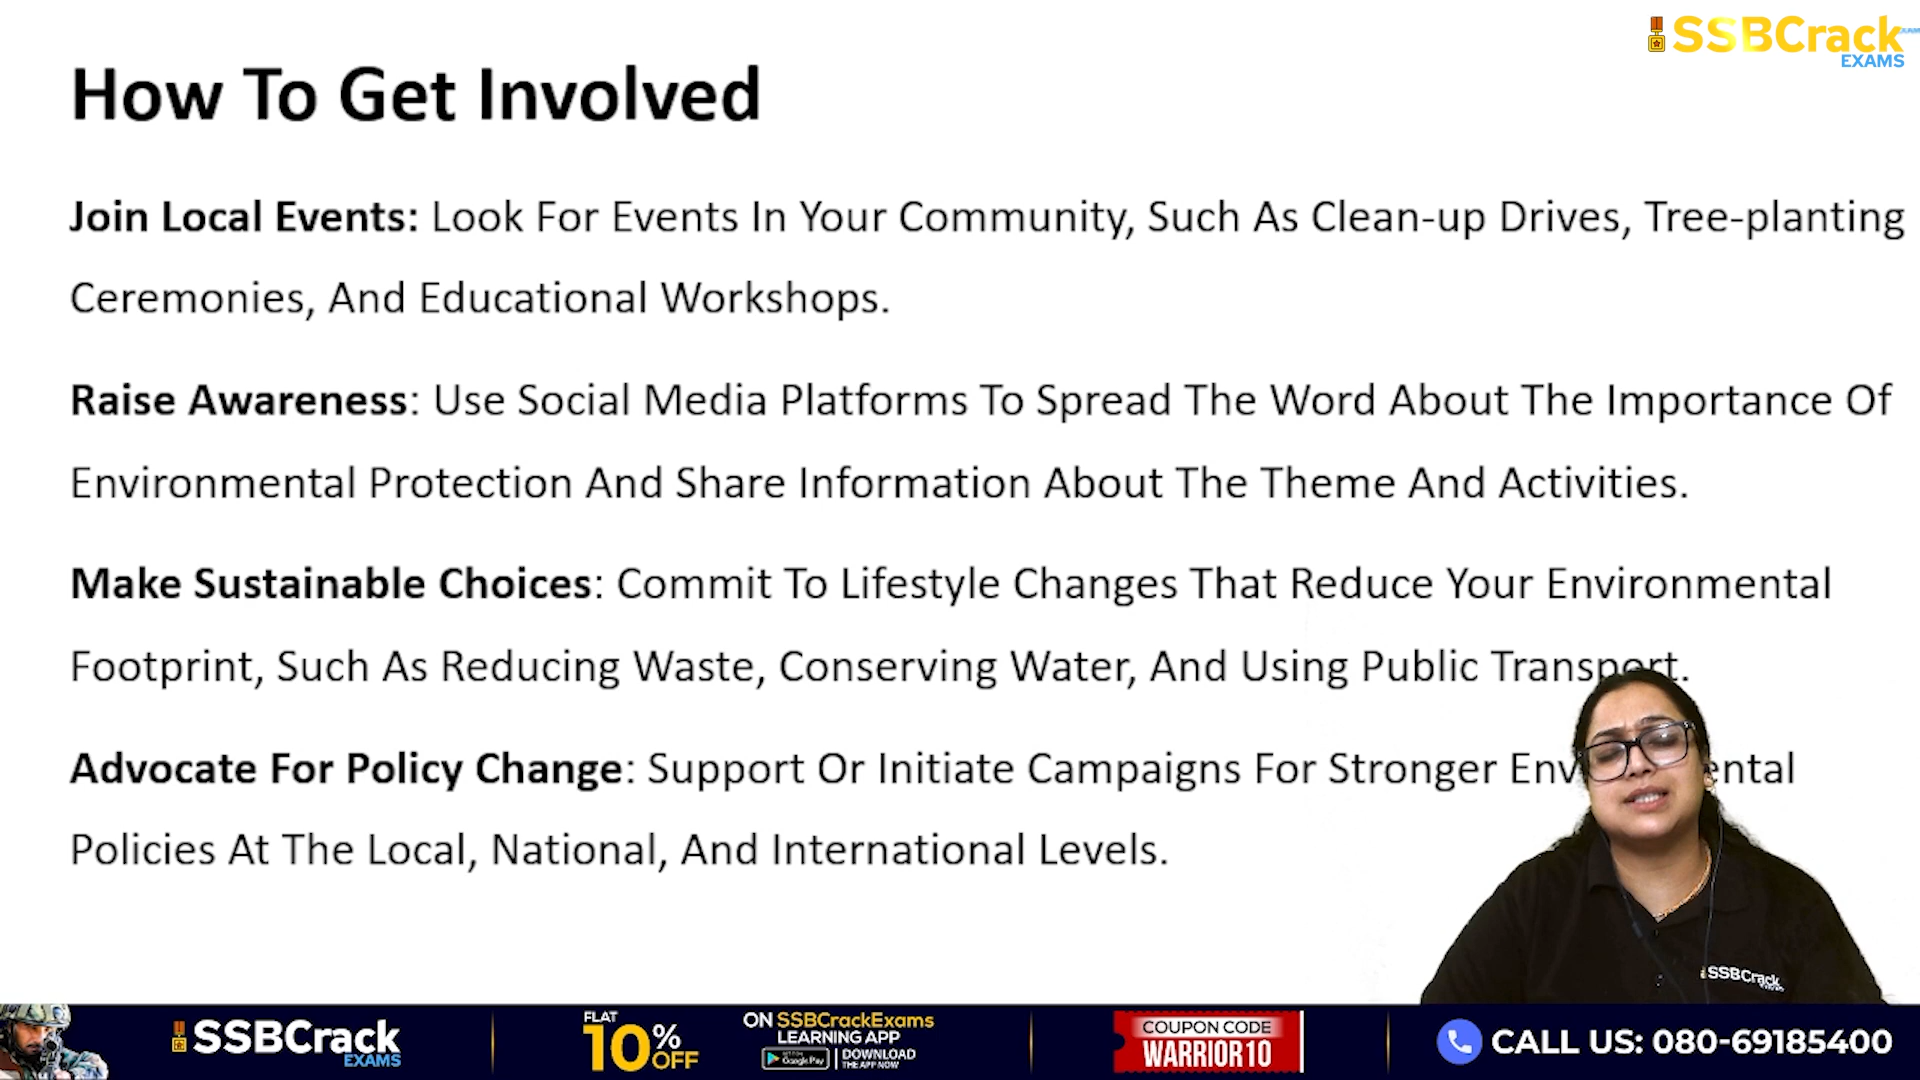 SSBCrack
EXAMS
How To Get Involved
Join Local Events: Look For Events In Your Community, Such As Clean-up Drives, Tree-planting
Ceremonies, And Educational Workshops.
Raise Awareness: Use Social Media Platforms To Spread The Word About The Importance Of
Environmental Protection And Share Information About The Theme And Activities.
Make Sustainable Choices: Commit To Lifestyle Changes That Reduce Your Environmental
Footprint, Such As Reducing Waste, Conserving Water, And Using Public Transport.
Advocate For Policy Change: Support Or Initiate Campaigns For Stronger Env ental
Policies At The Local, National, And International Levels.
SSBCrack
SSBCrack
EXAMS
FLAT
10% OFF
ON SSBCrackExams
LEARNING APP
Google Play
DOWNLOAD
THE APP NOW
COUPON CODE
WARRIOR10
CALL US: 080-69185400